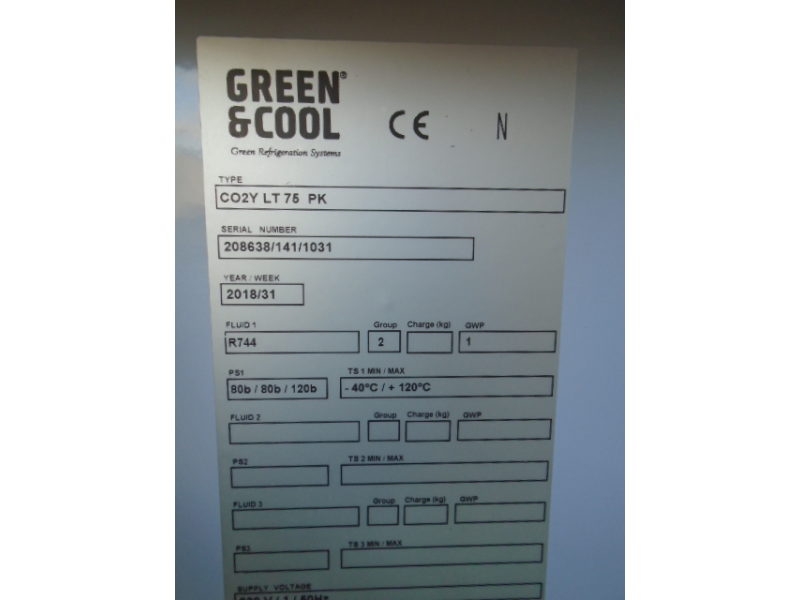 GREEN®
&COOL
Green Refrigeration Systems
CE N
TYPE
CO2Y LT 75 PK
SERIAL NUMBER
208638/141/1031
YEAR / WEEK
2018/31
FLUID 1 Group Charge (kg) GWP
R744 2 1
PS1 TS 1 MIN / MAX
80b / 80b / 120b - 40ºC / + 120ºC
FLUID 2 Group Charge (kg) GWP
PS2 TS 2 MIN / MAX
FLUID 3 Group Charge (kg) GWP
PS3 TS 3 MIN / MAX
SUPPLY VOLTAGE